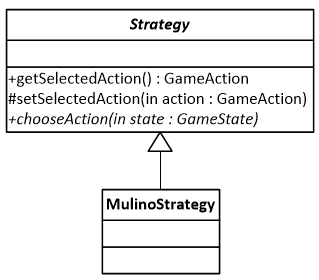 Strategy
+getSelectedAction() : GameAction
#setSelectedAction(in action : GameAction)
+chooseAction(in state : GameState)
MulinoStrategy